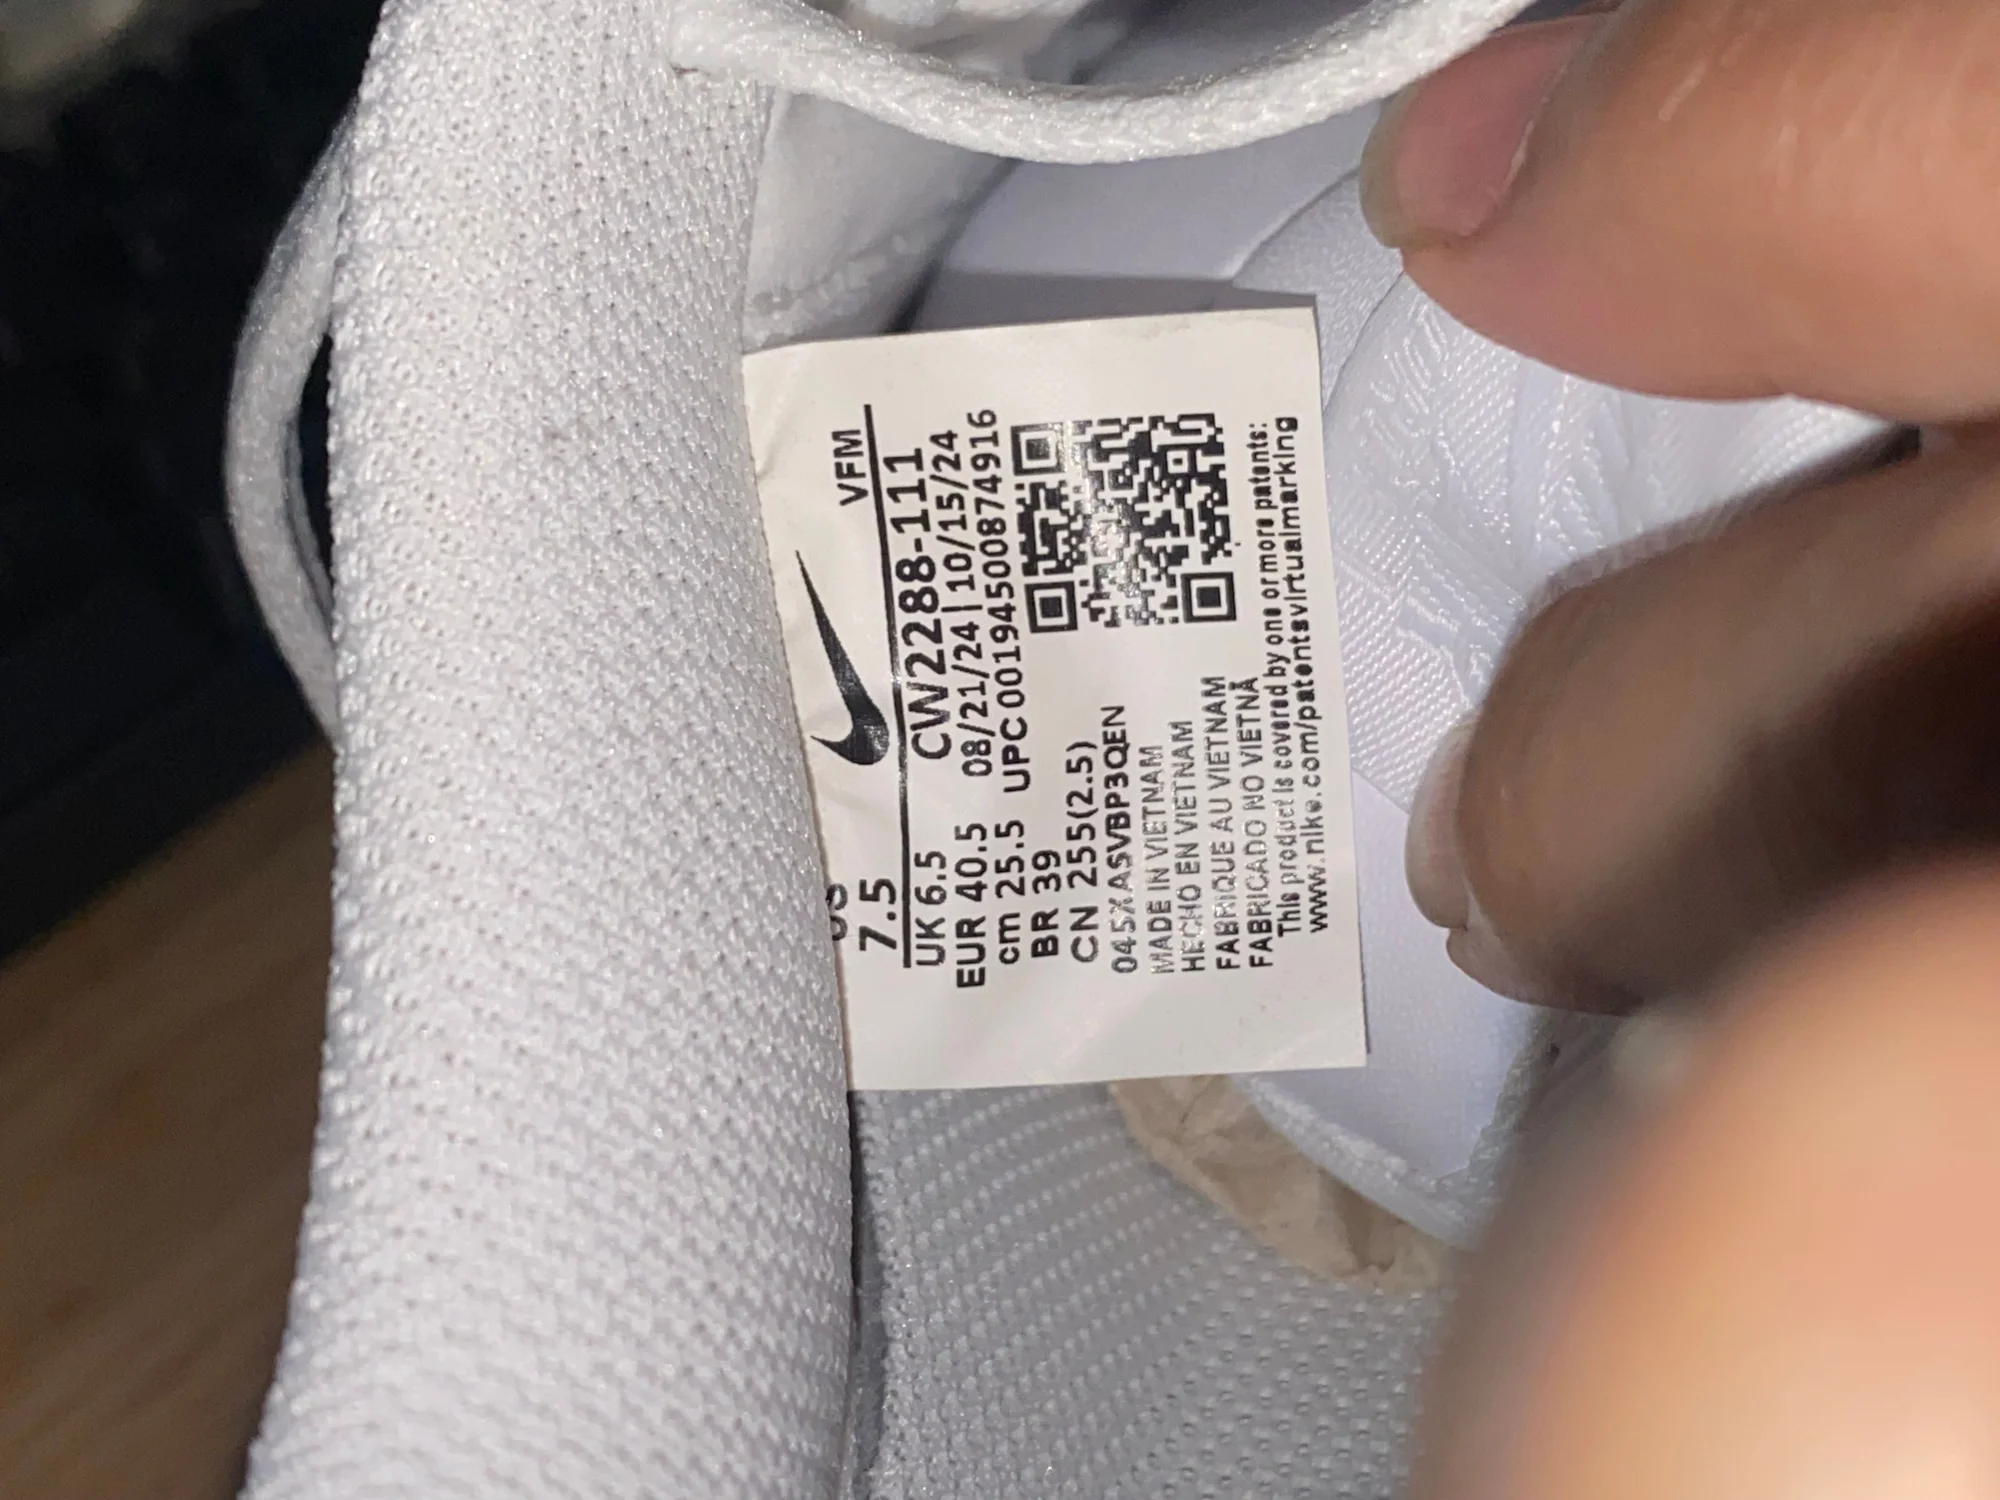 VFM
US
7.5
CW2288-111
UK 6.5
08/21/24 | 10/15/24
EUR 40.5
UPC 00194500874916
cm 25.5
BR 39
CN 255(2.5)
045XASVBP3QEN
MADE IN VIETNAM
HECHO EN VIETNAM
FABRIQUE AU VIETNAM
FABRICADO NO VIETNÃ
This product is covered by one or more patents:
www.nike.com/patentsvirtualmarking